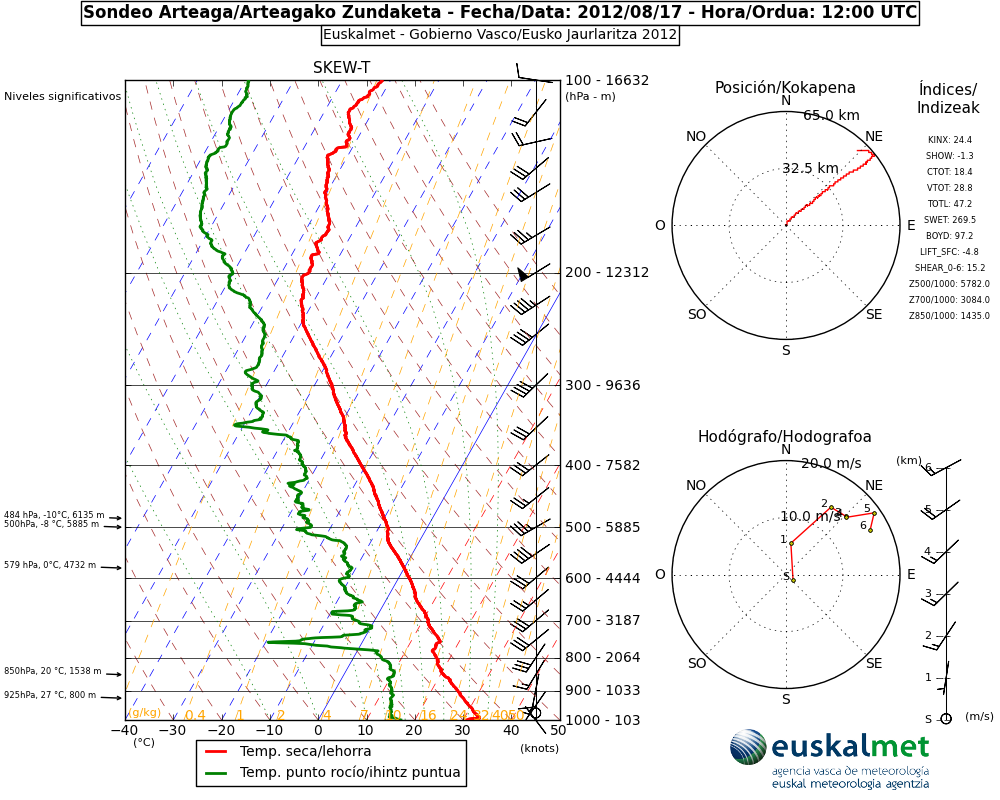 Sondeo Arteaga/Arteagako Zundaketa - Fecha/Data: 2012/08/17 - Hora/Ordua: 12:00 UTC
Euskalmet - Gobierno Vasco/Eusko Jaurlaritza 2012
SKEW-T
Niveles significativos
100 - 16632
(hPa - m)
200 - 12312
300 - 9636
400 - 7582
484 hPa, -10°C, 6135 m
500hPa, -8 °C, 5885 m
500 - 5885
579 hPa, 0°C, 4732 m
600 - 4444
700 - 3187
800 - 2064
850hPa, 20 °C, 1538 m
900 - 1033
925hPa, 27 °C, 800 m
1000 - 103
(g/kg) 0.4 1 2 4 7 10 16 24 32 40 50
−40 −30 −20 −10 0 10 20 30 40 50
(°C)
(knots)
Temp. seca/lehorra
Temp. punto rocío/ihintz puntua
Posición/Kokapena
N
65.0 km
NO
NE
32.5 km
O
E
SO
SE
S
Índices/
Indizeak
KINX: 24.4
SHOW: -1.3
CTOT: 18.4
VTOT: 28.8
TOTL: 47.2
SWET: 269.5
BOYD: 97.2
LIFT_SFC: -4.8
SHEAR_0-6: 15.2
Z500/1000: 5782.0
Z700/1000: 3084.0
Z850/1000: 1435.0
Hodógrafo/Hodografoa
N
20.0 m/s
NO
NE
10.0 m/s
2
5
6
1
S
O
E
SO
SE
S
(km)
6
5
4
3
2
1
S
(m/s)
euskalmet
agencia vasca de meteorología
euskal meteorologia agentzia